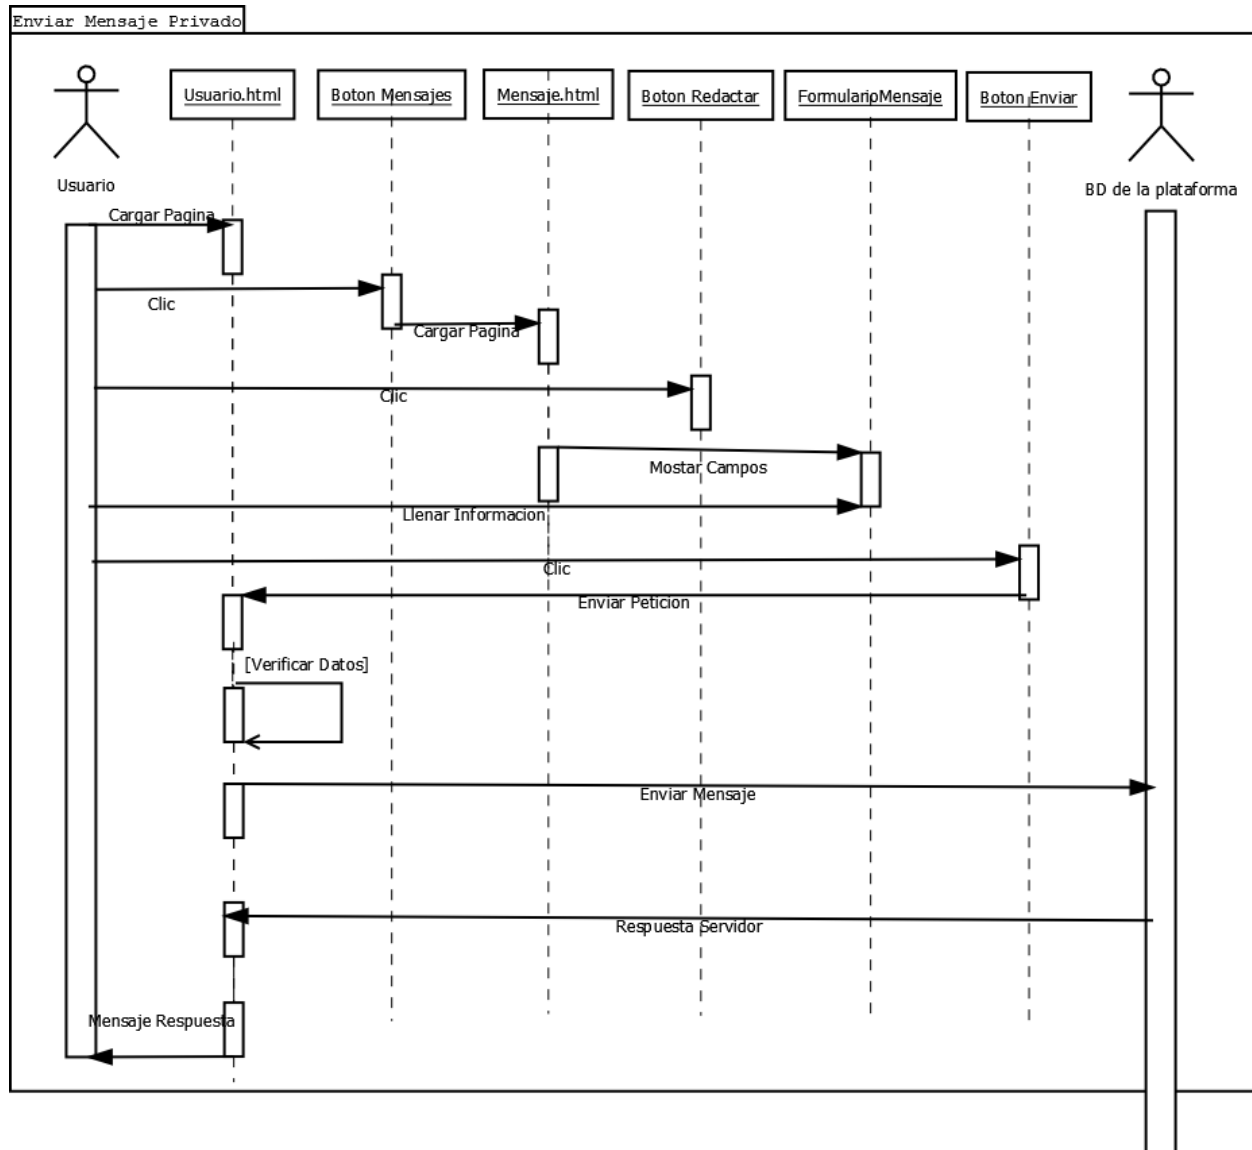 Enviar Mensaje Privado
Usuario.html
Boton Mensajes
Mensaje.html
Boton Redactar
FormularioMensaje
Boton Enviar
Usuario
BD de la plataforma
Cargar Pagina
Clic
Cargar Pagina
Clic
Mostar Campos
Llenar Informacion
Clic
Enviar Peticion
[Verificar Datos]
Enviar Mensaje
Respuesta Servidor
Mensaje Respuesta